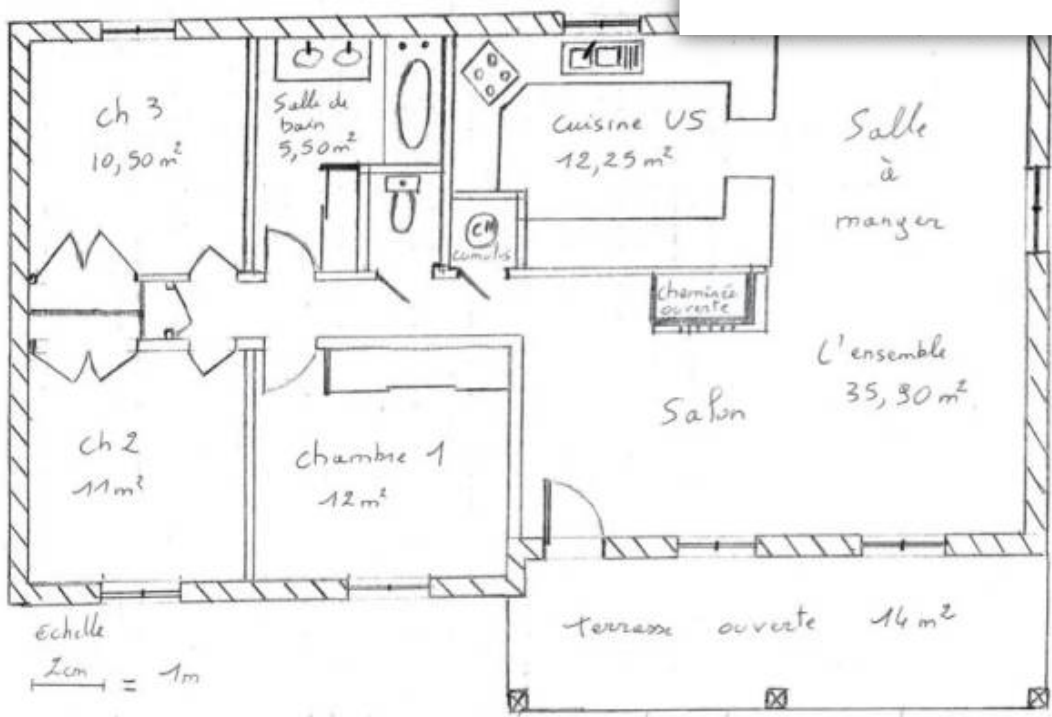 ch 3
10,50 m²
Salle de
bain
5,50 m²
Cuisine US
12,25 m²
Salle
à
manger
Cumulus
cheminée
ouverte
L'ensemble
35,90 m²
Salon
ch 2
11 m²
chambre 1
12 m²
terrasse ouverte 14 m²
échelle
2cm = 1m